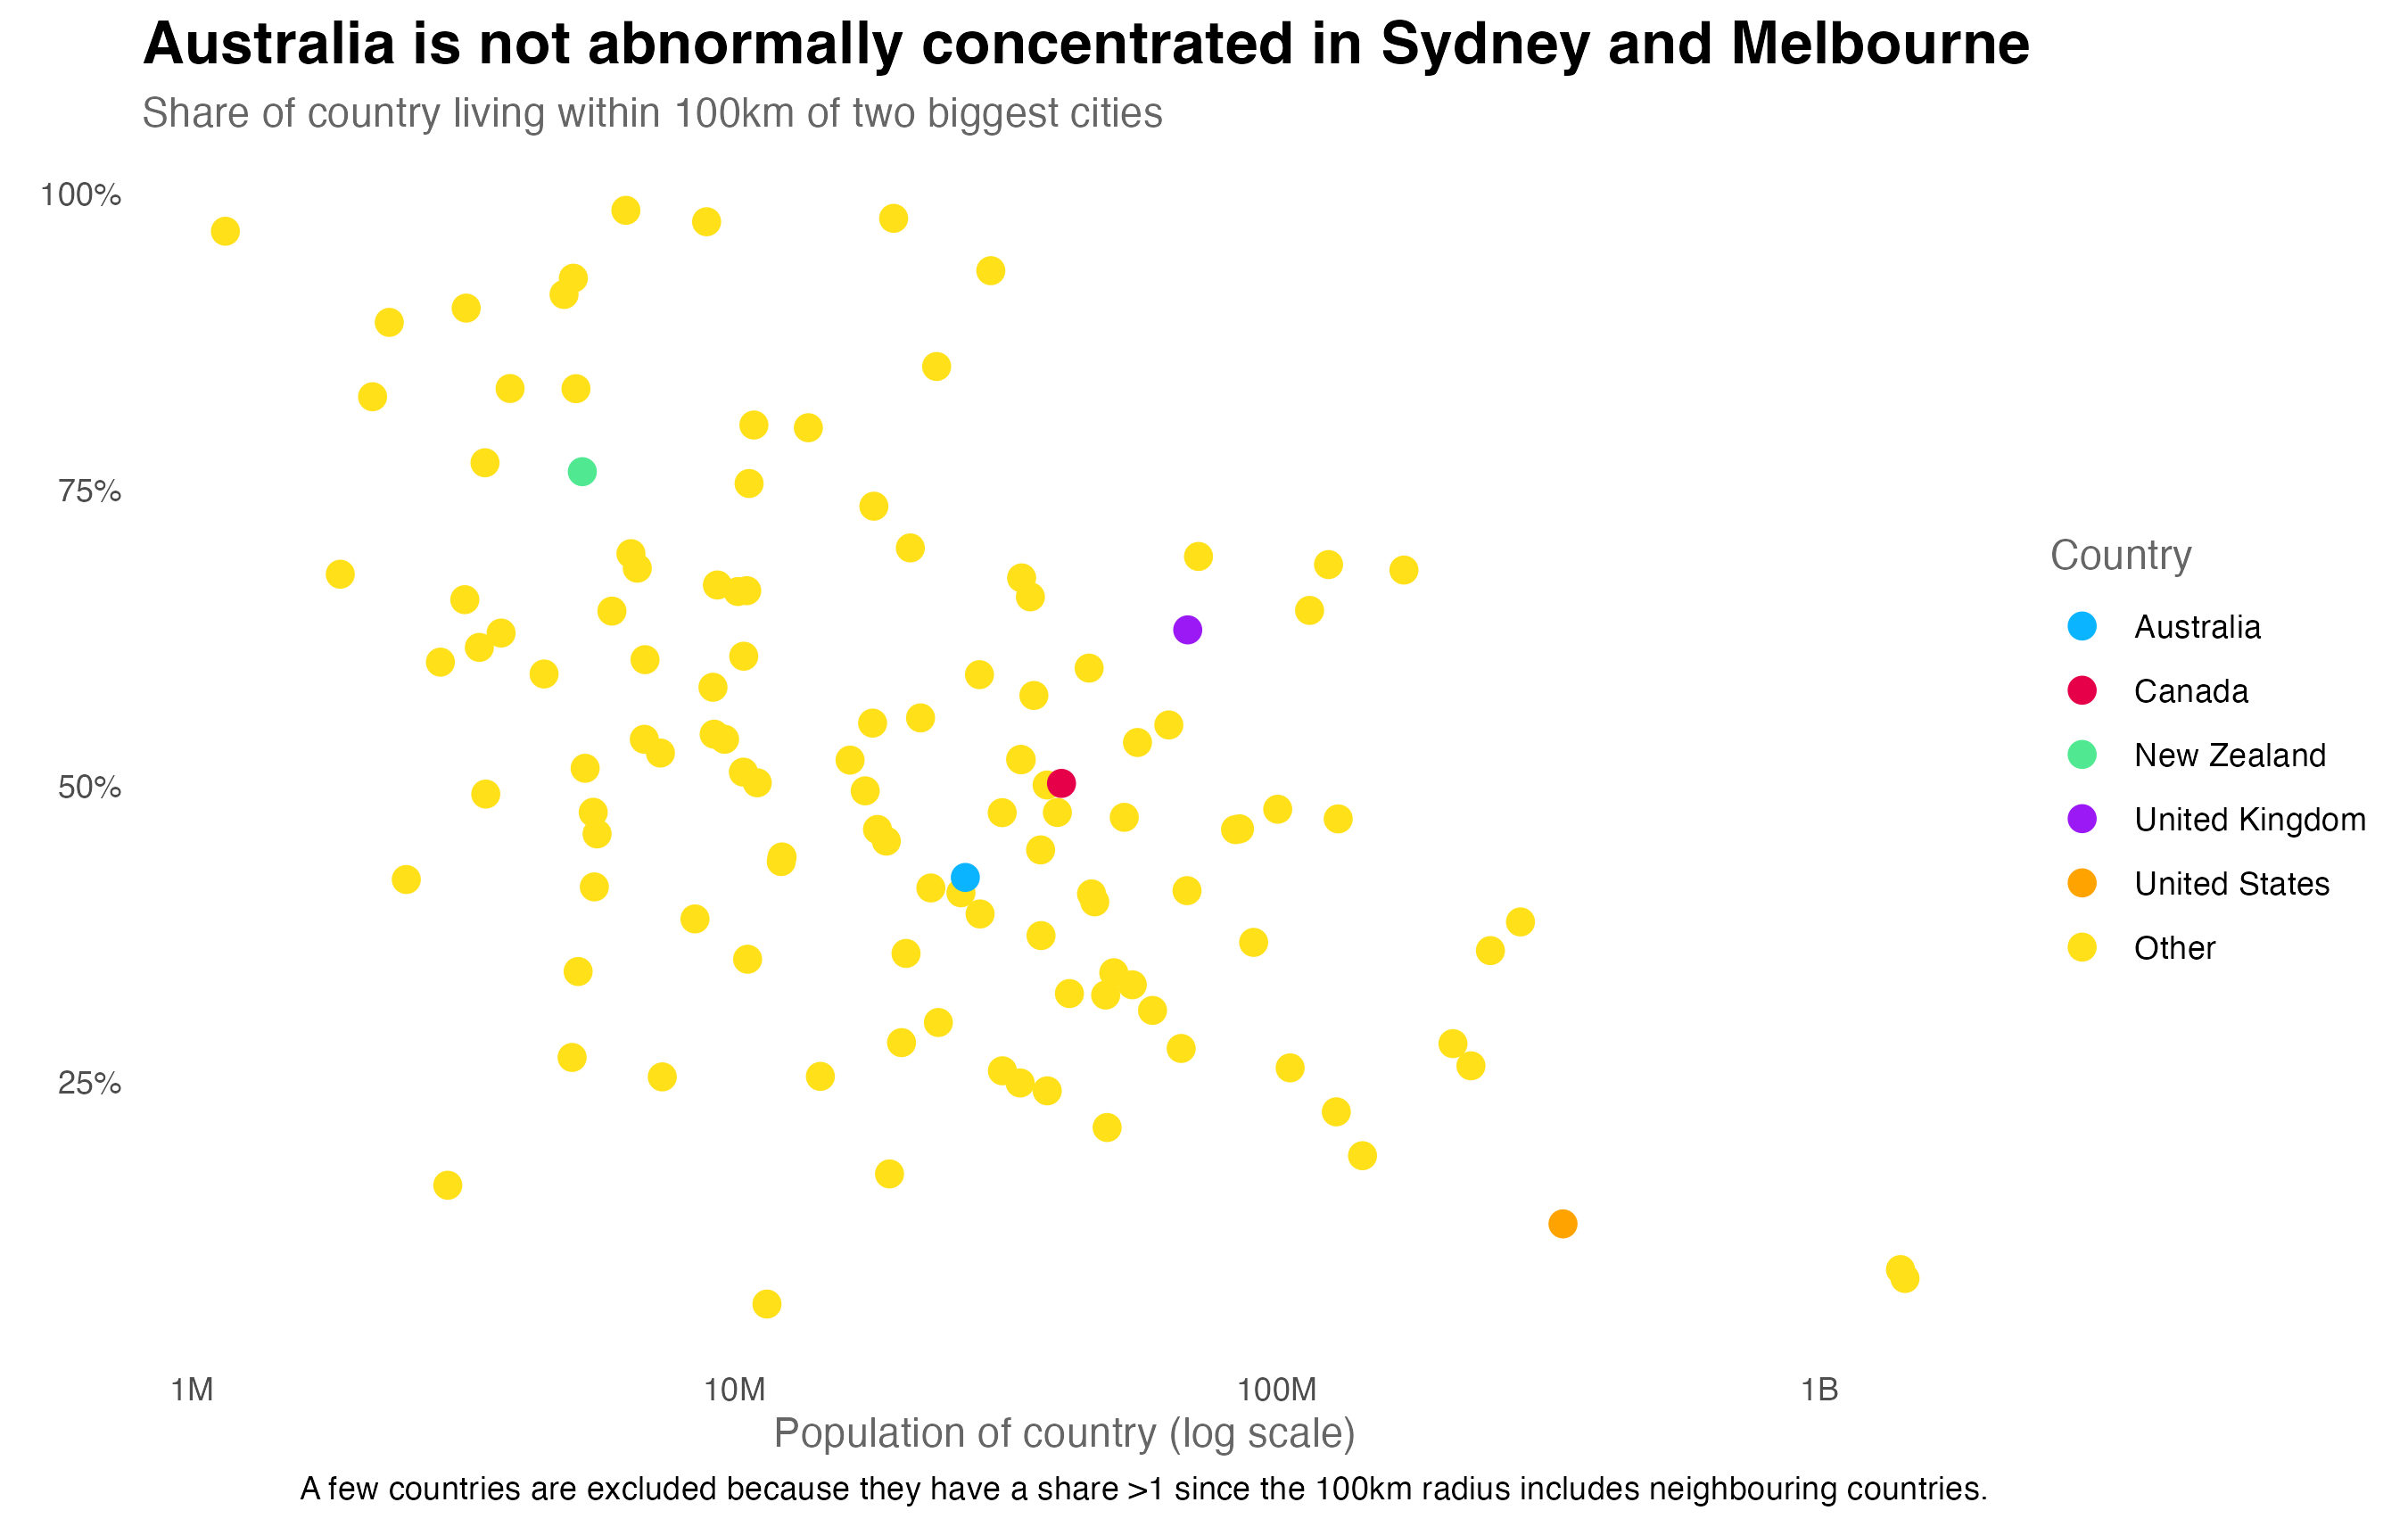 Australia is not abnormally concentrated in Sydney and Melbourne
Share of country living within 100km of two biggest cities
100%
75%
50%
25%
Country
Australia
Canada
New Zealand
United Kingdom
United States
Other
1M
10M
100M
1B
Population of country (log scale)
A few countries are excluded because they have a share >1 since the 100km radius includes neighbouring countries.